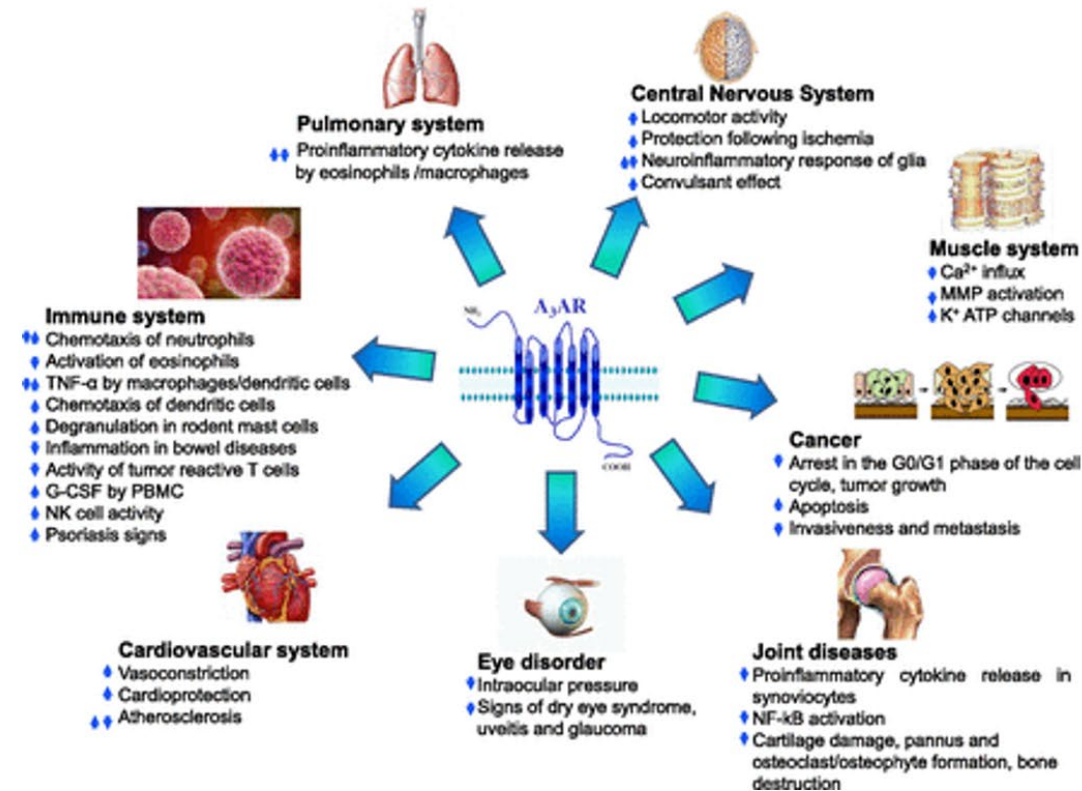 Pulmonary system
Proinflammatory cytokine release
by eosinophils /macrophages
Central Nervous System
Locomotor activity
Protection following ischemia
Neuroinflammatory response of glia
Convulsant effect
Muscle system
Ca²⁺ influx
MMP activation
K⁺ ATP channels
Immune system
Chemotaxis of neutrophils
Activation of eosinophils
TNF-α by macrophages/dendritic cells
Chemotaxis of dendritic cells
Degranulation in rodent mast cells
Inflammation in bowel diseases
Activity of tumor reactive T cells
G-CSF by PBMC
NK cell activity
Psoriasis signs
NH₂
A₃AR
COOH
Cancer
Arrest in the G0/G1 phase of the cell
cycle, tumor growth
Apoptosis
Invasiveness and metastasis
Cardiovascular system
Vasoconstriction
Cardioprotection
Atherosclerosis
Eye disorder
Intraocular pressure
Signs of dry eye syndrome,
uveitis and glaucoma
Joint diseases
Proinflammatory cytokine release in
synoviocytes
NF-kB activation
Cartilage damage, pannus and
osteoclast/osteophyte formation, bone
destruction